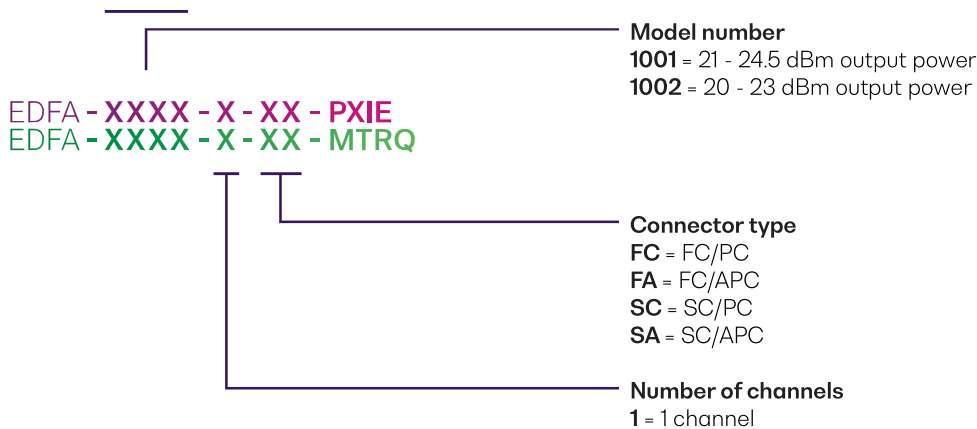 Model number
1001 = 21 - 24.5 dBm output power
1002 = 20 - 23 dBm output power
EDFA - XXXX - X - XX - PXIE
EDFA - XXXX - X - XX - MTRQ
Connector type
FC = FC/PC
FA = FC/APC
SC = SC/PC
SA = SC/APC
Number of channels
1 = 1 channel